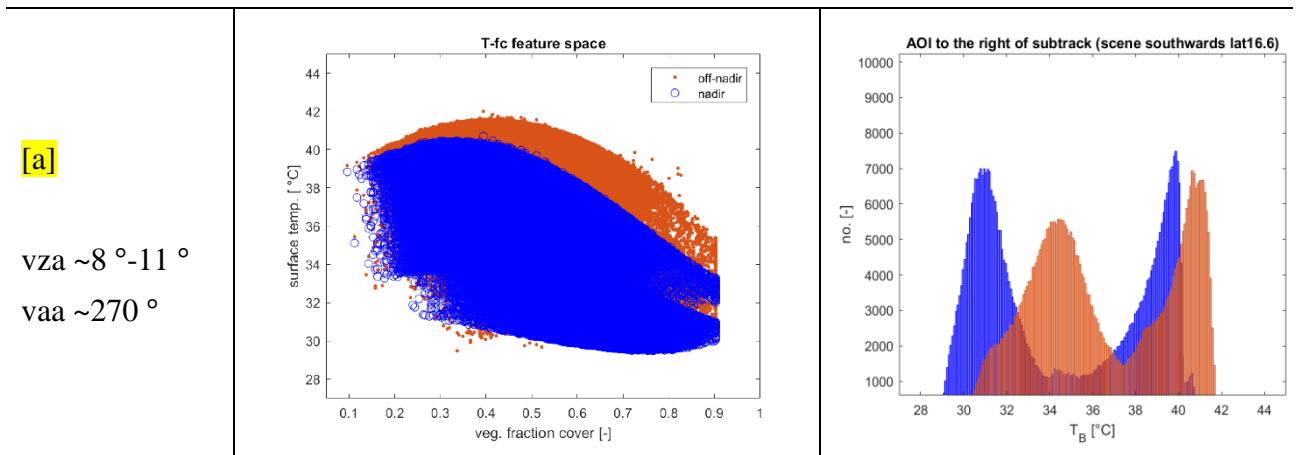 [a]
vza ~8 °-11 °
vaa ~270 °
T-fc feature space
off-nadir
nadir
surface temp. [ °C]
44
42
40
38
36
34
32
30
28
0.1 0.2 0.3 0.4 0.5 0.6 0.7 0.8 0.9 1
veg. fraction cover [-]
AOI to the right of subtrack (scene southwards lat16.6)
no. [-]
10000
9000
8000
7000
6000
5000
4000
3000
2000
1000
28 30 32 34 36 38 40 42 44
T_B [°C]